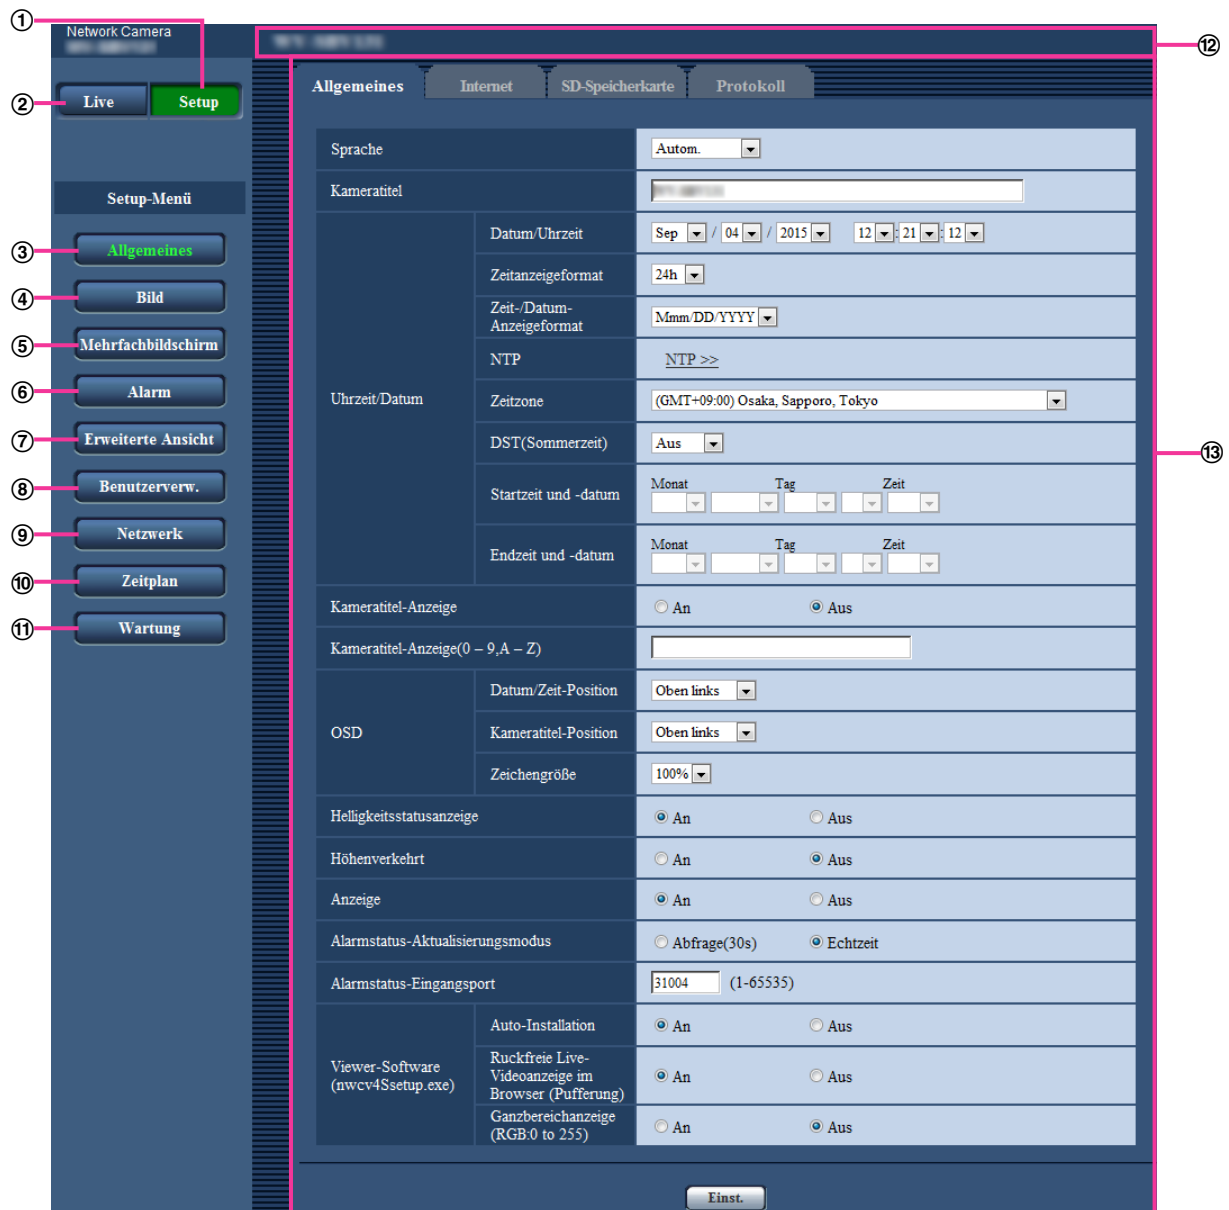 ①
Network Camera
⑫
② Live Setup
Allgemeines Internet SD-Speicherkarte Protokoll
Setup-Menü
③ Allgemeines
④ Bild
⑤ Mehrfachbildschirm
⑥ Alarm
⑦ Erweiterte Ansicht
⑧ Benutzerverw.
⑨ Netzwerk
⑩ Zeitplan
⑪ Wartung
Sprache Autom.
Kameratitel
Uhrzeit/Datum
Datum/Uhrzeit Sep / 04 / 2015 12 : 21 : 12
Zeitanzeigeformat 24h
Zeit-/Datum-
Anzeigeformat Mmm/DD/YYYY
NTP NTP >>
Zeitzone (GMT+09:00) Osaka, Sapporo, Tokyo
DST(Sommerzeit) Aus
⑬
Startzeit und -datum Monat Tag Zeit
Endzeit und -datum Monat Tag Zeit
Kameratitel-Anzeige An Aus
Kameratitel-Anzeige(0 – 9,A – Z)
OSD
Datum/Zeit-Position Oben links
Kameratitel-Position Oben links
Zeichengröße 100%
Helligkeitsstatusanzeige An Aus
Höhenverkehrt An Aus
Anzeige An Aus
Alarmstatus-Aktualisierungsmodus Abfrage(30s) Echtzeit
Alarmstatus-Eingangsport 31004 (1-65535)
Viewer-Software
(nwcv4Ssetup.exe)
Auto-Installation An Aus
Ruckfreie Live-
Videoanzeige im
Browser (Pufferung) An Aus
Ganzbereichanzeige
(RGB:0 to 255) An Aus
Einst.